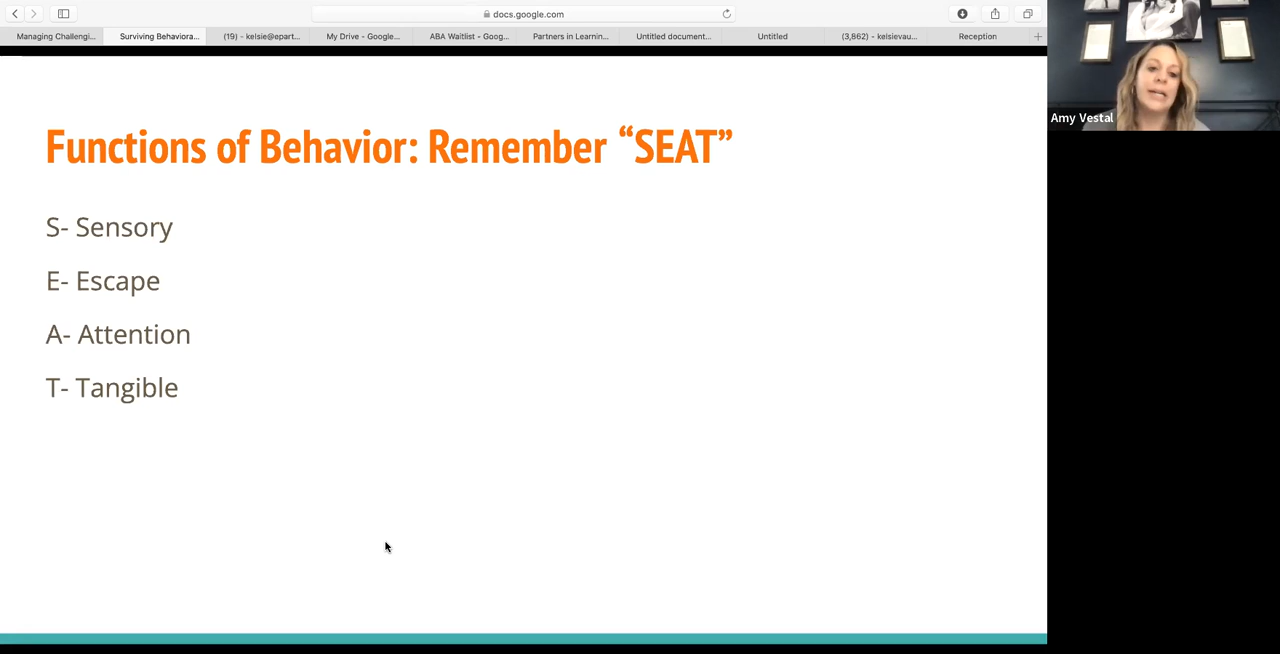 docs.google.com
Managing Challengi...
Surviving Behaviora...
(19) - kelsie@epart...
My Drive - Google...
ABA Waitlist - Goog...
Partners in Learnin...
Untitled document...
Untitled
(3,862) - kelsievau...
Reception
Amy Vestal
Functions of Behavior: Remember “SEAT”
S- Sensory
E- Escape
A- Attention
T- Tangible